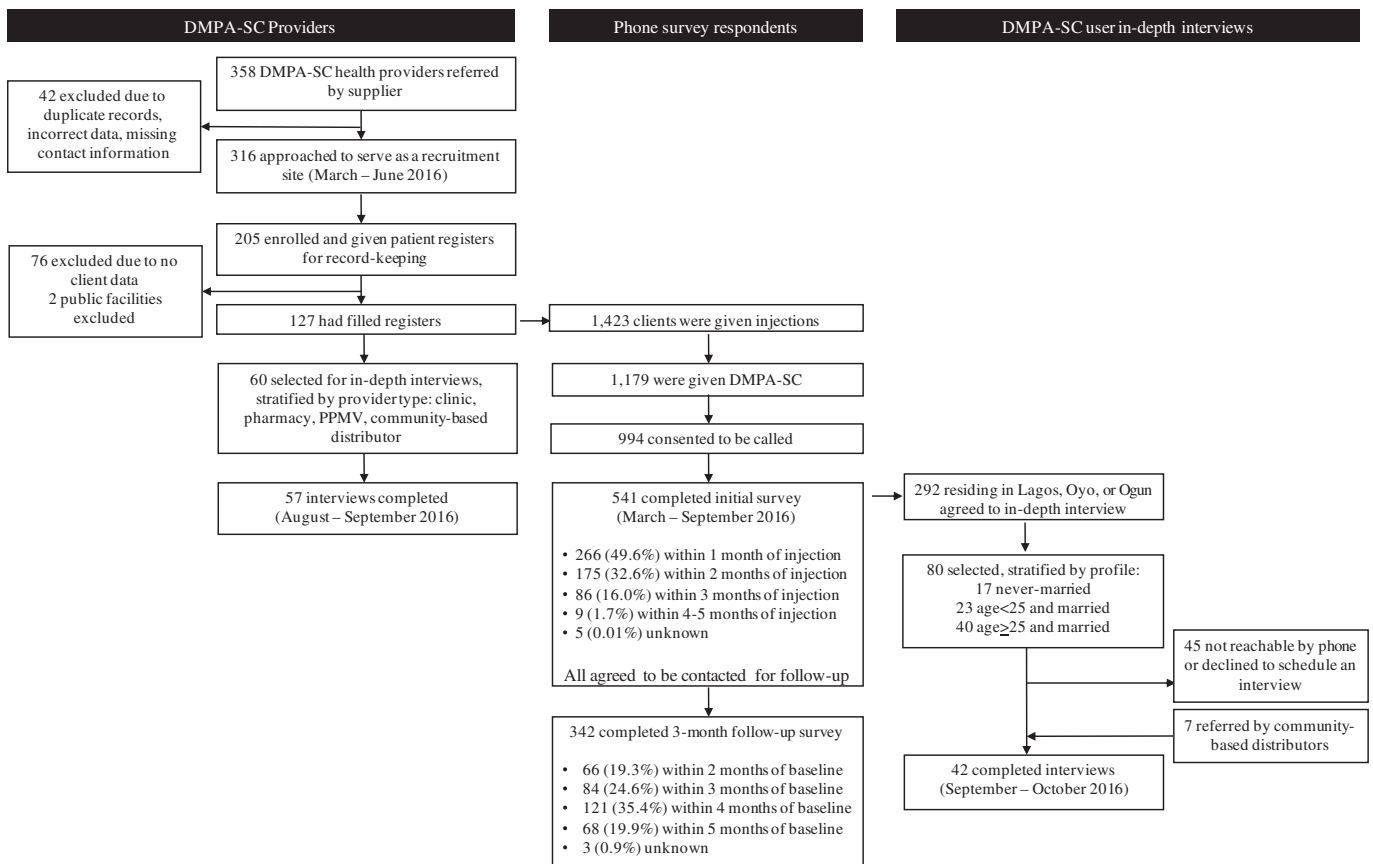 DMPA-SC Providers
358 DMPA-SC health providers referred
by supplier
42 excluded due to
duplicate records,
incorrect data, missing
contact information
316 approached to serve as a recruitment
site (March – June 2016)
205 enrolled and given patient registers
for record-keeping
76 excluded due to no
client data
2 public facilities
excluded
127 had filled registers
60 selected for in-depth interviews,
stratified by provider type: clinic,
pharmacy, PPMV, community-based
distributor
57 interviews completed
(August – September 2016)
Phone survey respondents
1,423 clients were given injections
1,179 were given DMPA-SC
994 consented to be called
541 completed initial survey
(March – September 2016)
• 266 (49.6%) within 1 month of injection
• 175 (32.6%) within 2 months of injection
• 86 (16.0%) within 3 months of injection
• 9 (1.7%) within 4-5 months of injection
• 5 (0.01%) unknown
All agreed to be contacted for follow-up
342 completed 3-month follow-up survey
• 66 (19.3%) within 2 months of baseline
• 84 (24.6%) within 3 months of baseline
• 121 (35.4%) within 4 months of baseline
• 68 (19.9%) within 5 months of baseline
• 3 (0.9%) unknown
DMPA-SC user in-depth interviews
292 residing in Lagos, Oyo, or Ogun
agreed to in-depth interview
80 selected, stratified by profile:
17 never-married
23 age<25 and married
40 age≥25 and married
45 not reachable by phone
or declined to schedule an
interview
7 referred by community-
based distributors
42 completed interviews
(September – October 2016)